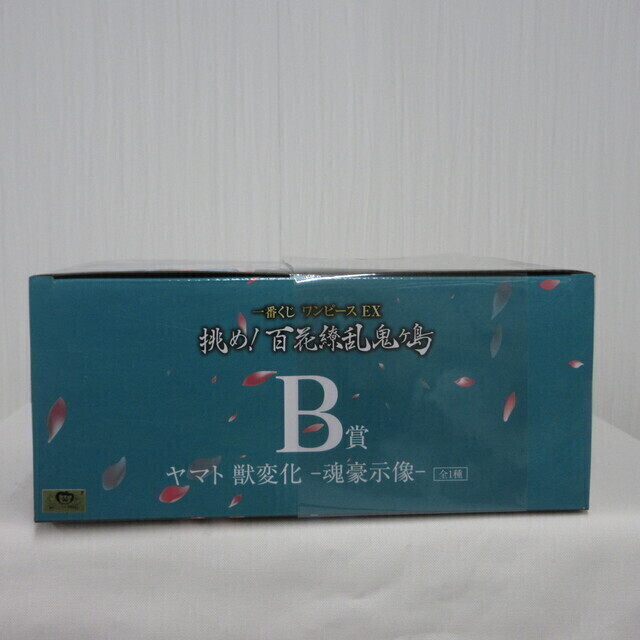 一番くじ ワンピース EX
挑め!百花繚乱鬼ヶ島
B賞
ヤマト 獣変化 -魂豪示像-
全1種